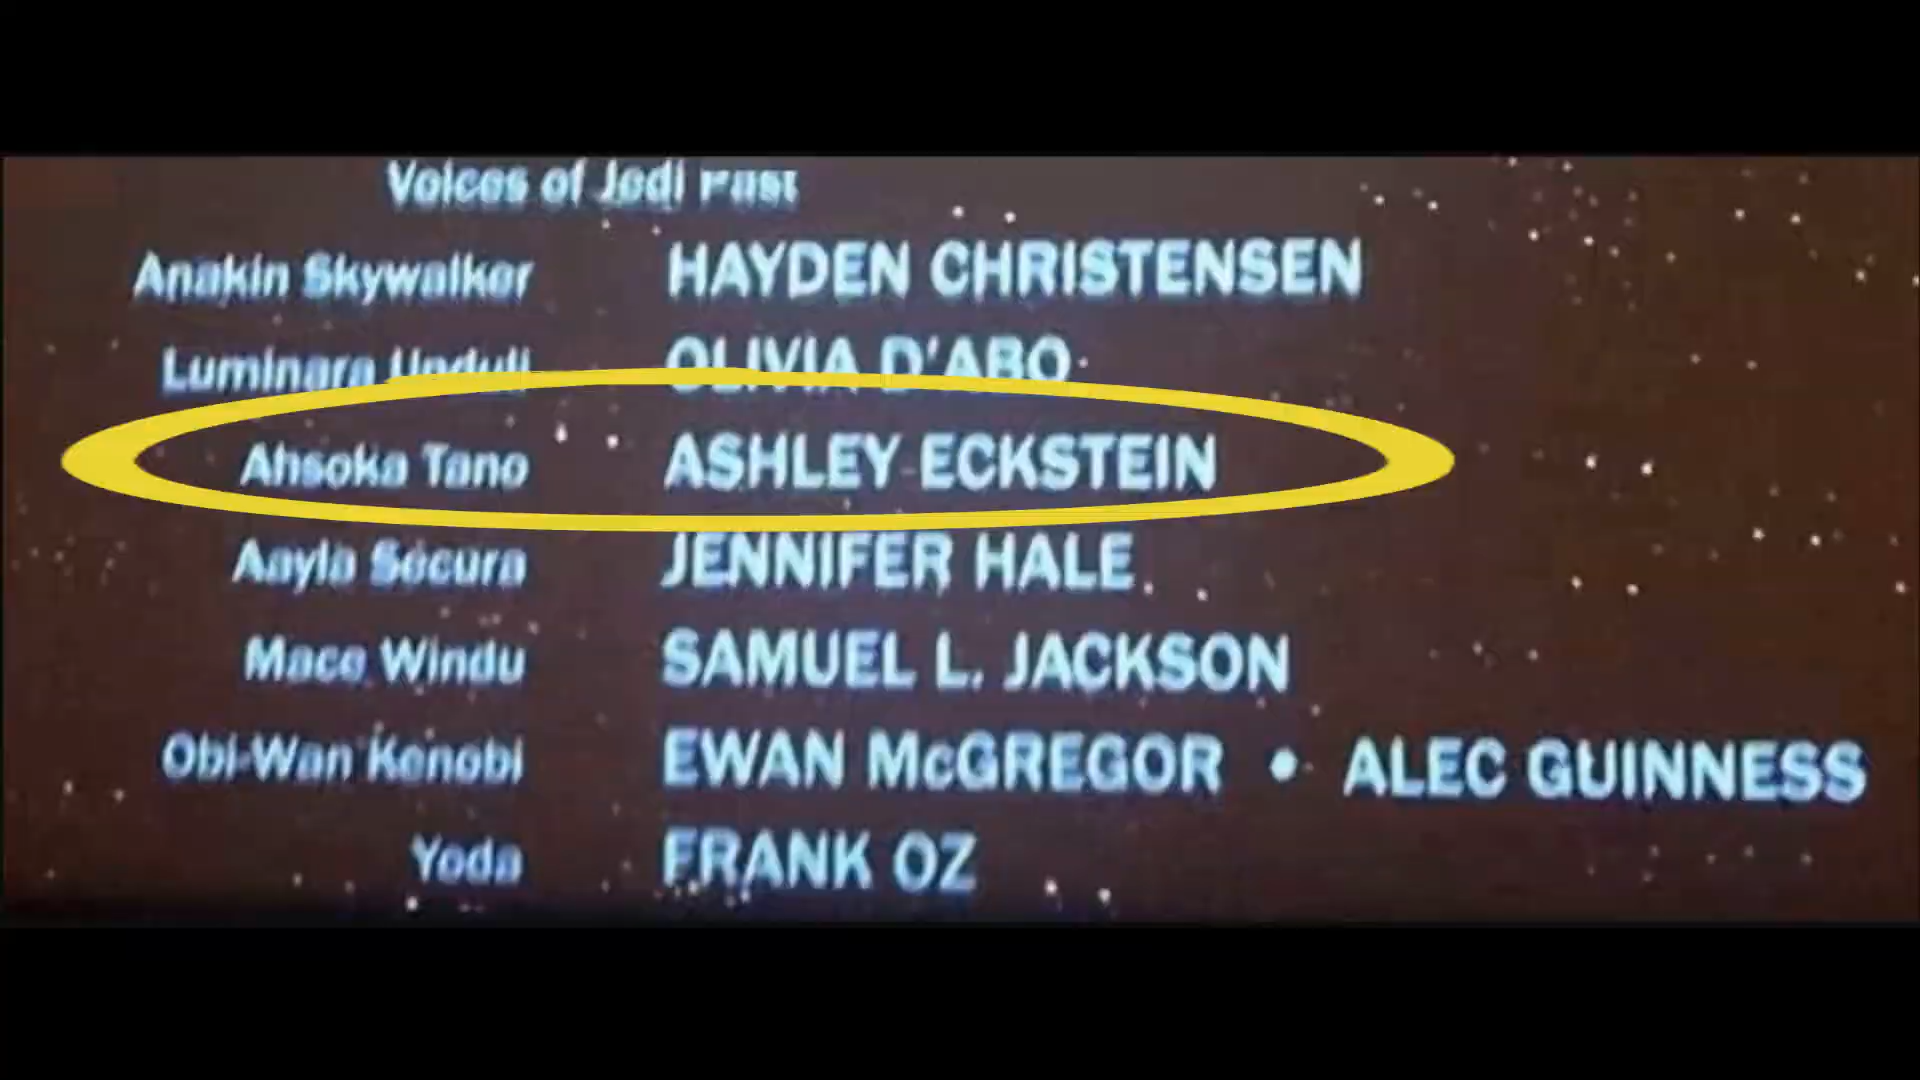 Voices of Jedi Past
Anakin Skywalker HAYDEN CHRISTENSEN
Luminara Unduli OLIVIA D'ABO
Ahsoka Tano ASHLEY ECKSTEIN
Aayla Secura JENNIFER HALE
Mace Windu SAMUEL L. JACKSON
Obi-Wan Kenobi EWAN McGREGOR • ALEC GUINNESS
Yoda FRANK OZ